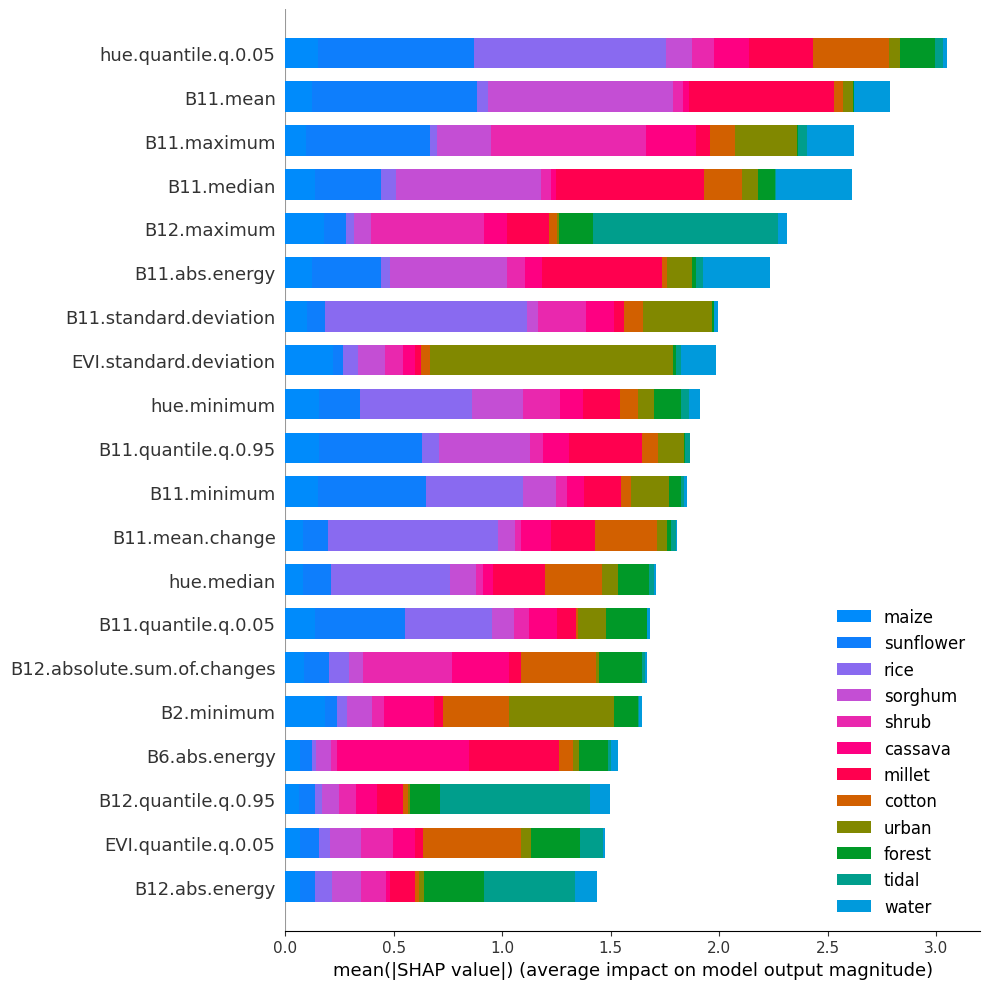 hue.quantile.q.0.05
B11.mean
B11.maximum
B11.median
B12.maximum
B11.abs.energy
B11.standard.deviation
EVI.standard.deviation
hue.minimum
B11.quantile.q.0.95
B11.minimum
B11.mean.change
hue.median
B11.quantile.q.0.05
B12.absolute.sum.of.changes
B2.minimum
B6.abs.energy
B12.quantile.q.0.95
EVI.quantile.q.0.05
B12.abs.energy
maize
sunflower
rice
sorghum
shrub
cassava
millet
cotton
urban
forest
tidal
water
0.0 0.5 1.0 1.5 2.0 2.5 3.0
mean(|SHAP value|) (average impact on model output magnitude)